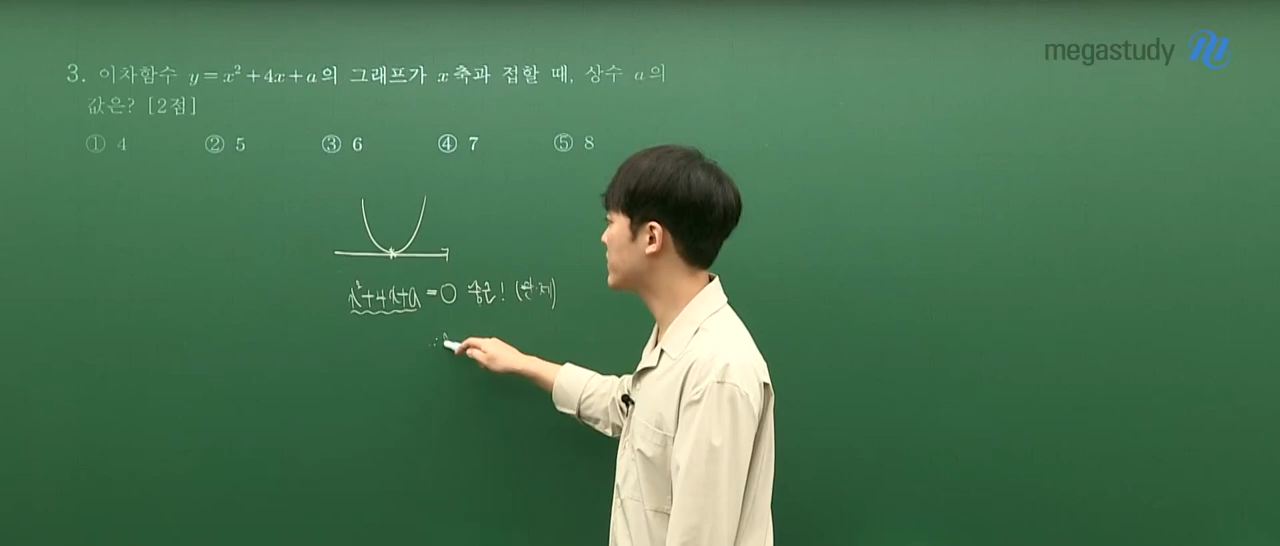 megastudy
3. 이차함수 y=x²+4x+a의 그래프가 x축과 접할 때, 상수 a의
값은? [2점]
① 4 ② 5 ③ 6 ④ 7 ⑤ 8
x²+4x+a=0 중근! (완.제)
∴